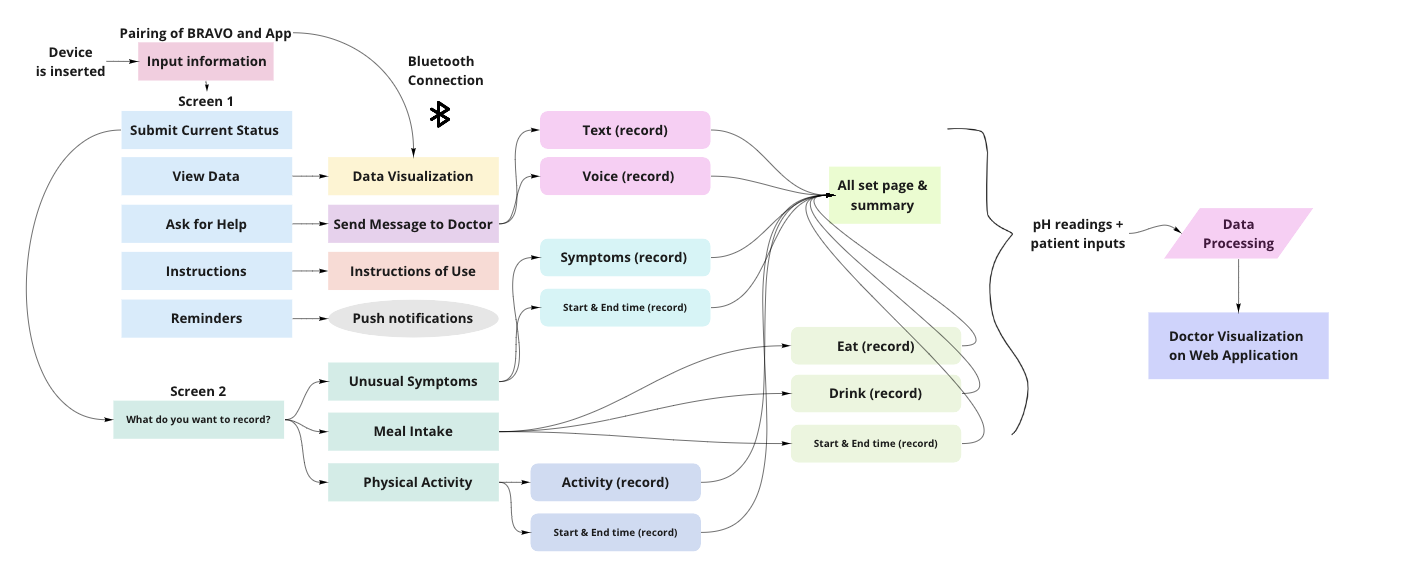 Pairing of BRAVO and App
Device
is inserted
Input information
Bluetooth
Connection
Screen 1
Submit Current Status
View Data
Ask for Help
Instructions
Reminders
Data Visualization
Send Message to Doctor
Instructions of Use
Push notifications
Text (record)
Voice (record)
Symptoms (record)
Start & End time (record)
Screen 2
What do you want to record?
Unusual Symptoms
Meal Intake
Physical Activity
Activity (record)
Start & End time (record)
Eat (record)
Drink (record)
Start & End time (record)
All set page &
summary
pH readings +
patient inputs
Data
Processing
Doctor Visualization
on Web Application